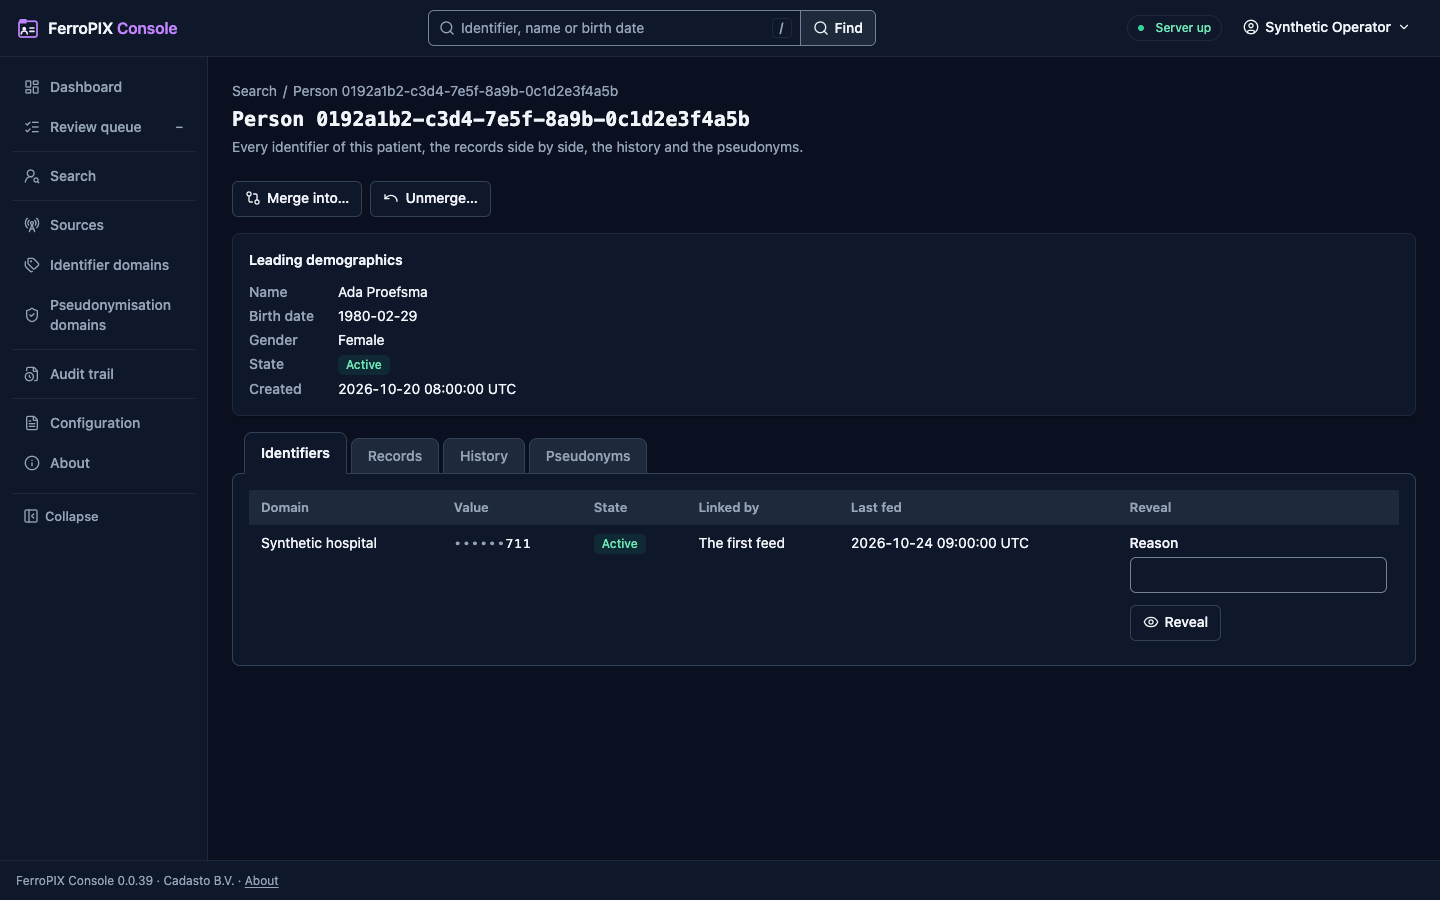 FerroPIX Console
Identifier, name or birth date
/
Find
Server up
Synthetic Operator
Dashboard
Review queue –
Search
Sources
Identifier domains
Pseudonymisation
domains
Audit trail
Configuration
About
Collapse
Search / Person 0192a1b2-c3d4-7e5f-8a9b-0c1d2e3f4a5b
Person 0192a1b2-c3d4-7e5f-8a9b-0c1d2e3f4a5b
Every identifier of this patient, the records side by side, the history and the pseudonyms.
Merge into...
Unmerge...
Leading demographics
Name Ada Proefsma
Birth date 1980-02-29
Gender Female
State Active
Created 2026-10-20 08:00:00 UTC
Identifiers Records History Pseudonyms
Domain Value State Linked by Last fed Reveal
Synthetic hospital ••••••711 Active The first feed 2026-10-24 09:00:00 UTC Reason
Reveal
FerroPIX Console 0.0.39 · Cadasto B.V. · About